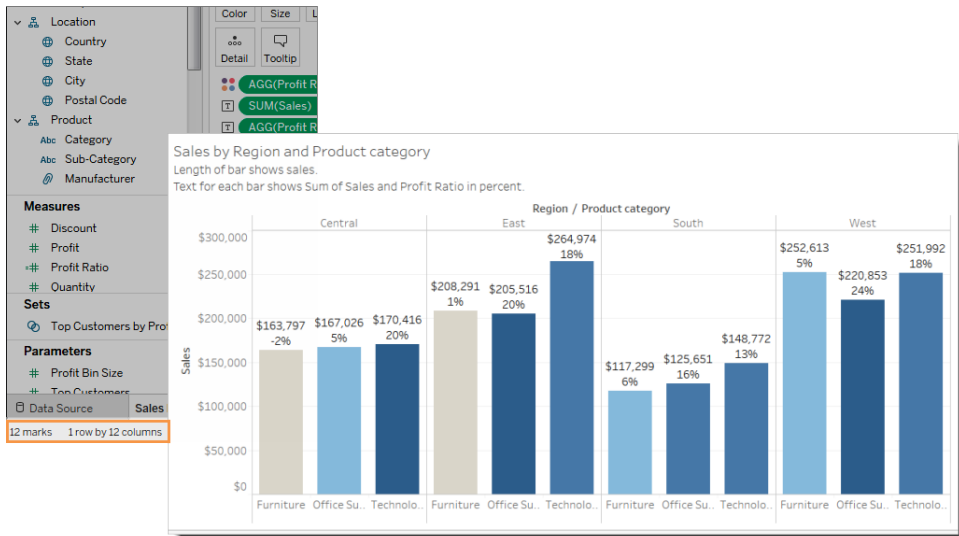 Location
Country
State
City
Postal Code
Product
Abc Category
Abc Sub-Category
Manufacturer
Measures
# Discount
# Profit
=# Profit Ratio
# Quantity
Sets
Top Customers by Prof
Parameters
# Profit Bin Size
# Top Customers
Data Source Sales
12 marks 1 row by 12 columns
Color Size L
Detail Tooltip
AGG(Profit R
T SUM(Sales)
T AGG(Profit R
Sales by Region and Product category
Length of bar shows sales.
Text for each bar shows Sum of Sales and Profit Ratio in percent.
Region / Product category
Central East South West
Sales
$300,000
$250,000
$200,000
$150,000
$100,000
$50,000
$0
$163,797
-2%
$167,026
5%
$170,416
20%
$208,291
1%
$205,516
20%
$264,974
18%
$117,299
6%
$125,651
16%
$148,772
13%
$252,613
5%
$220,853
24%
$251,992
18%
Furniture Office Su.. Technolo.. Furniture Office Su.. Technolo.. Furniture Office Su.. Technolo.. Furniture Office Su.. Technolo..